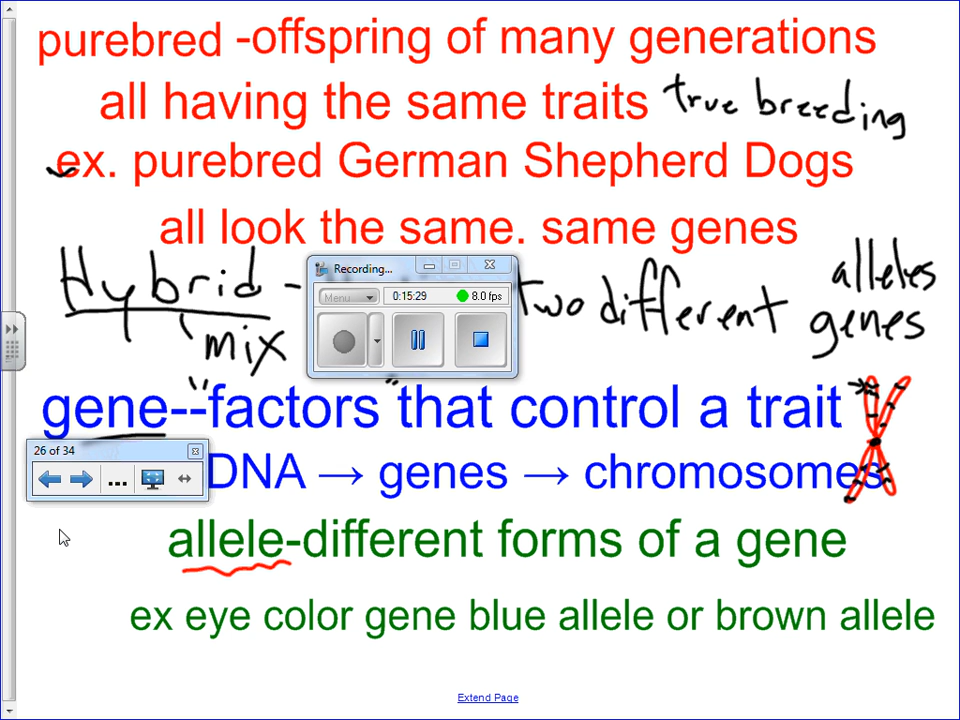 purebred -offspring of many generations
all having the same traits true breeding
ex. purebred German Shepherd Dogs
all look the same. same genes
Hybrid - two different alleles
mix genes
Recording...
Menu 0:15:29 8.0 fps
gene--"factors" that control a trait
26 of 34
DNA → genes → chromosomes
...
allele-different forms of a gene
ex eye color gene blue allele or brown allele
Extend Page